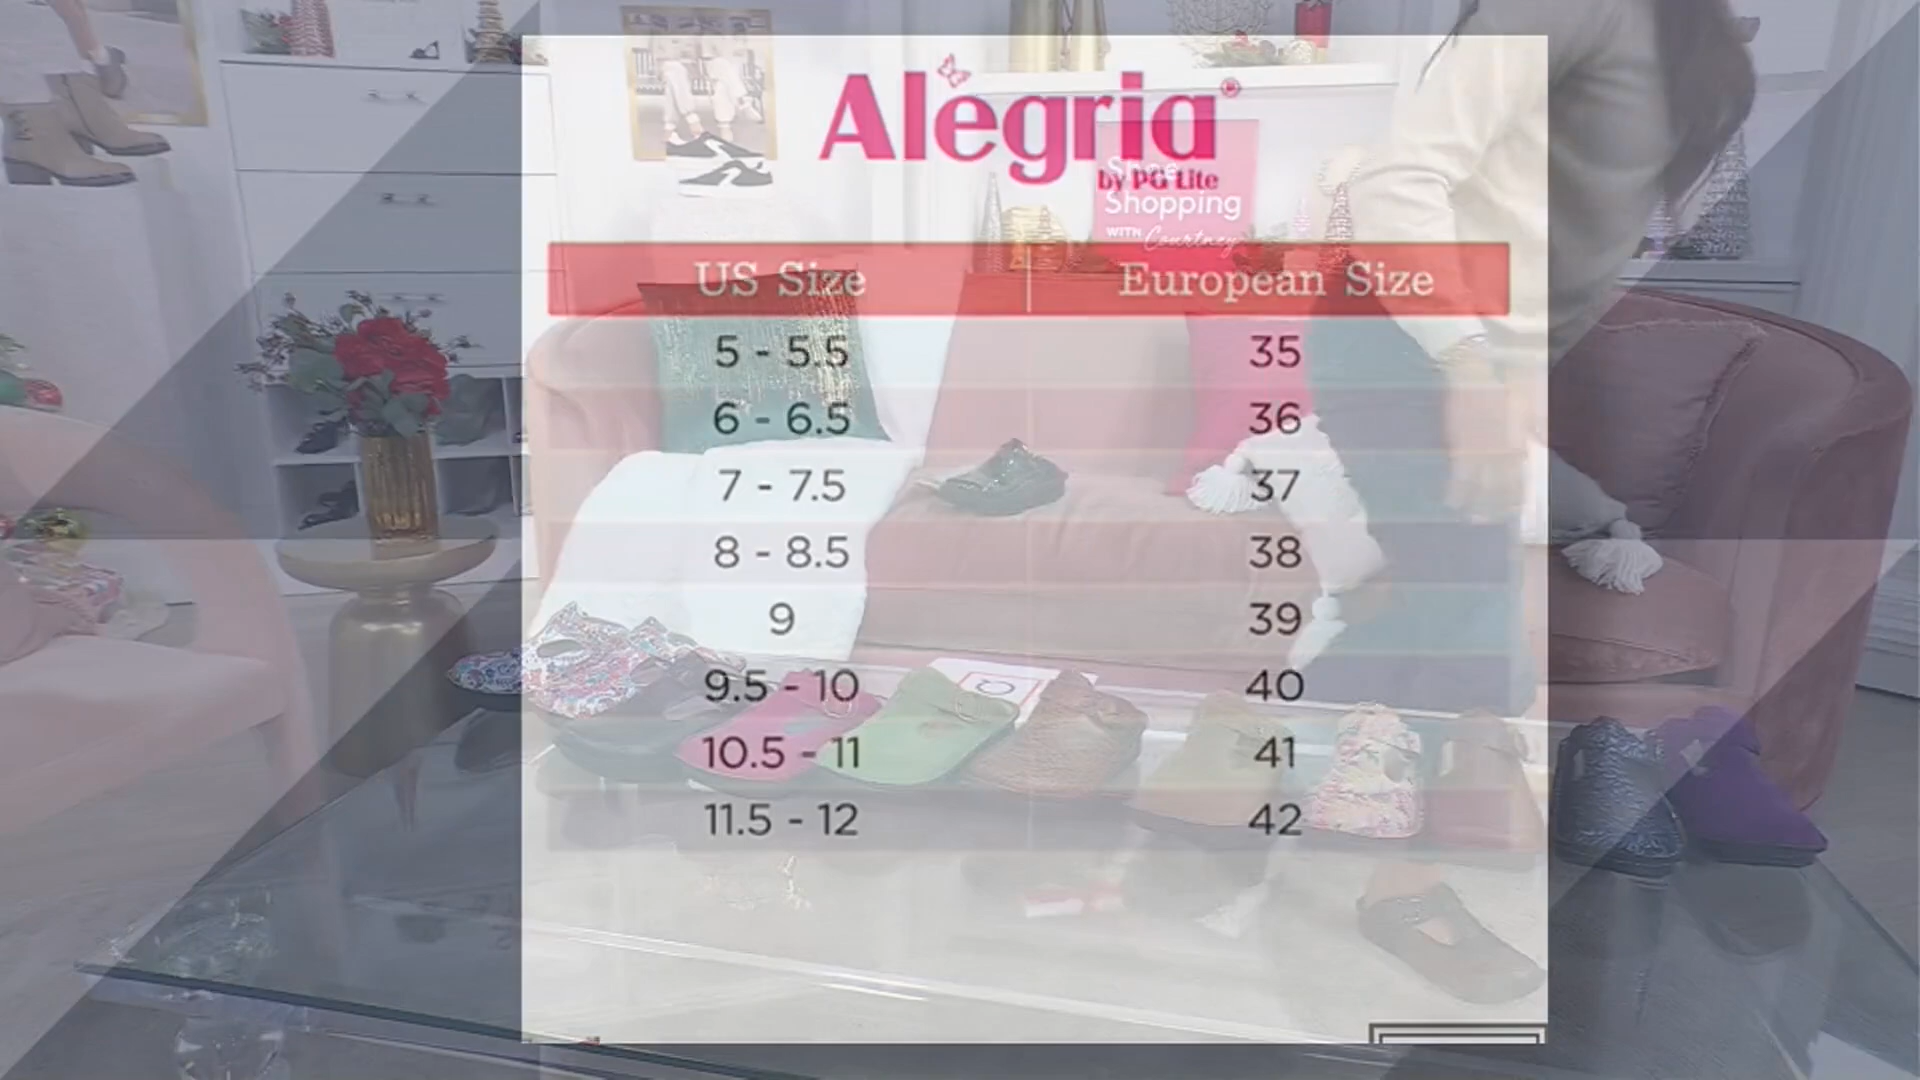 Alegria®
by PG Lite
Shoe
Shopping
WITH Courtney
US Size European Size
5 - 5.5 35
6 - 6.5 36
7 - 7.5 37
8 - 8.5 38
9 39
9.5 - 10 40
10.5 - 11 41
11.5 - 12 42